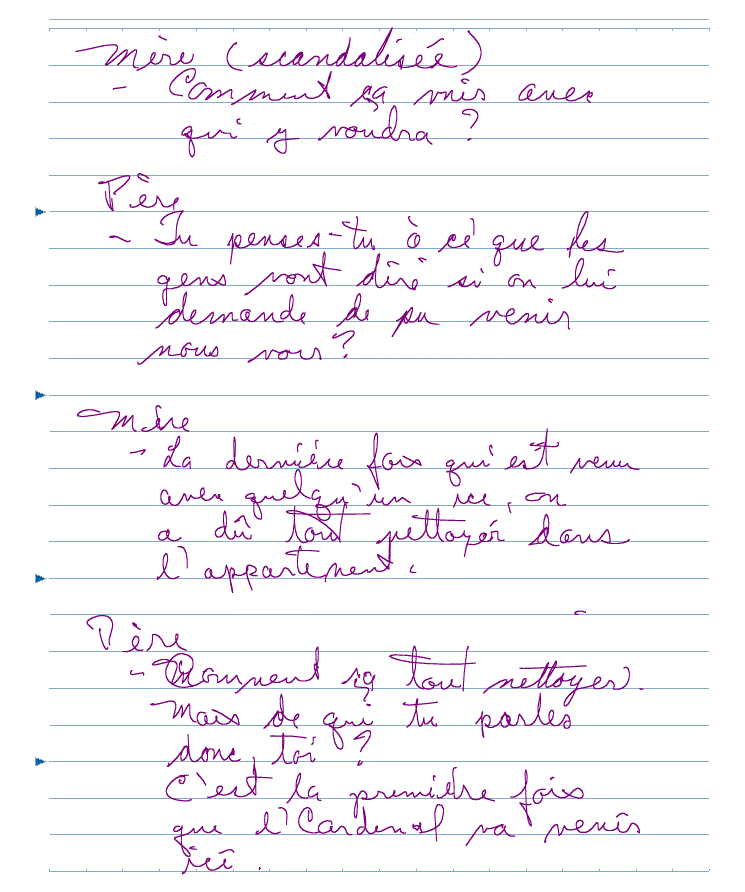 Mère (scandalisée)
- Comment ça vnir avec
qui y voudra ?
Père
- Tu penses-tu à ce que les
gens vont dire si on lui
demande de pu venir
nous voir ?
Mère
- La dernière fois qui est venu
avec quelqu'un ice, on
a dû tout nettoyer dans
l'appartement.
Père
- Comment ça tout nettoyer.
Mais de qui tu parles
donc, toi ?
C'est la première fois
que l'Cardinal va venir
ici.